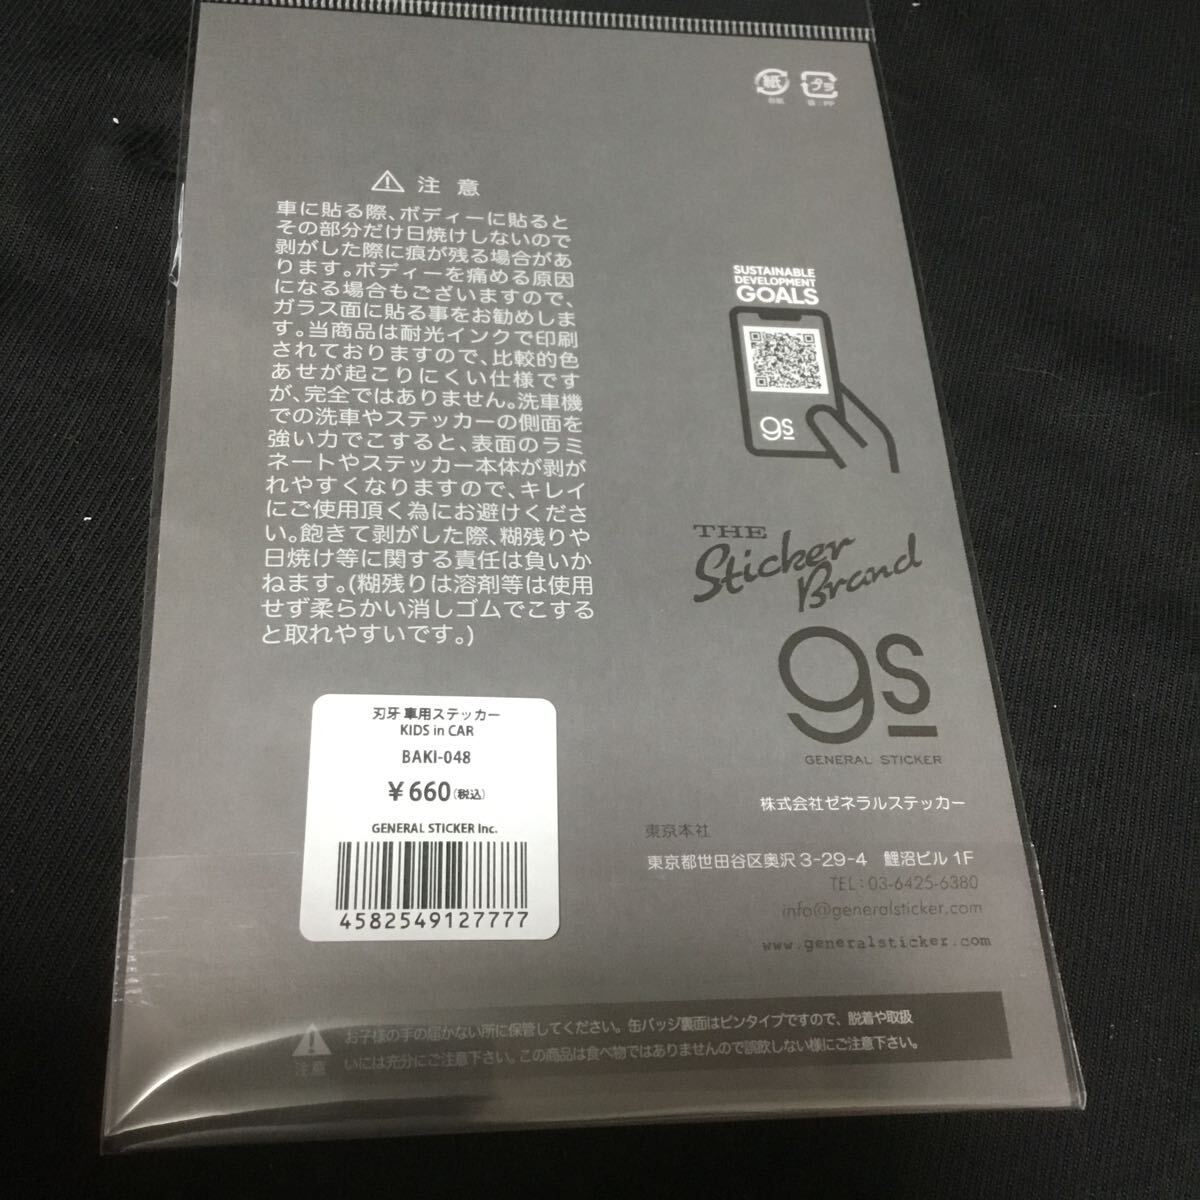 紙
台紙
プラ
袋:PP
注 意
車に貼る際、ボディーに貼ると
その部分だけ日焼けしないので
剥がした際に痕が残る場合があ
ります。ボディーを痛める原因
になる場合もございますので、
ガラス面に貼る事をお勧めしま
す。当商品は耐光インクで印刷
されておりますので、比較的色
あせが起こりにくい仕様です
が、完全ではありません。洗車機
での洗車やステッカーの側面を
強い力でこすると、表面のラミ
ネートやステッカー本体が剥が
れやすくなりますので、キレイ
にご使用頂く為にお避けくださ
い。飽きて剥がした際、糊残りや
日焼け等に関する責任は負いか
ねます。(糊残りは溶剤等は使用
せず柔らかい消しゴムでこする
と取れやすいです。)
SUSTAINABLE
DEVELOPMENT
GOALS
gs
THE
Sticker
Brand
gs
GENERAL STICKER
株式会社ゼネラルステッカー
東京本社
東京都世田谷区奥沢3-29-4 鯉沼ビル 1F
TEL:03-6425-6380
info@generalsticker.com
www.generalsticker.com
刃牙 車用ステッカー
KIDS in CAR
BAKI-048
￥660(税込)
GENERAL STICKER Inc.
4582549127777
注意
お子様の手の届かない所に保管してください。缶バッジ裏面はピンタイプですので、脱着や取扱
いには充分にご注意下さい。この商品は食べ物ではありませんので誤飲しない様にご注意下さい。